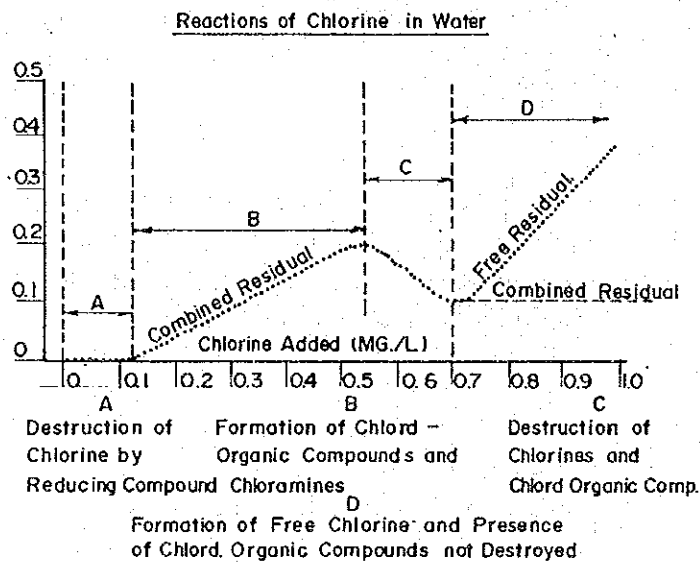 Reactions of Chlorine in Water
0.5
0.4
0.3
0.2
0.1
0
A
B
C
D
Combined Residual
Free Residual
Combined Residual
Chlorine Added (MG./L.)
0. 0.1 0.2 0.3 0.4 0.5 0.6 0.7 0.8 0.9 1.0
A B C
Destruction of Formation of Chlord - Destruction of
Chlorine by Organic Compounds and Chlorines and
Reducing Compound Chloramines Chlord Organic Comp.
D
Formation of Free Chlorine and Presence
of Chlord. Organic Compounds not Destroyed